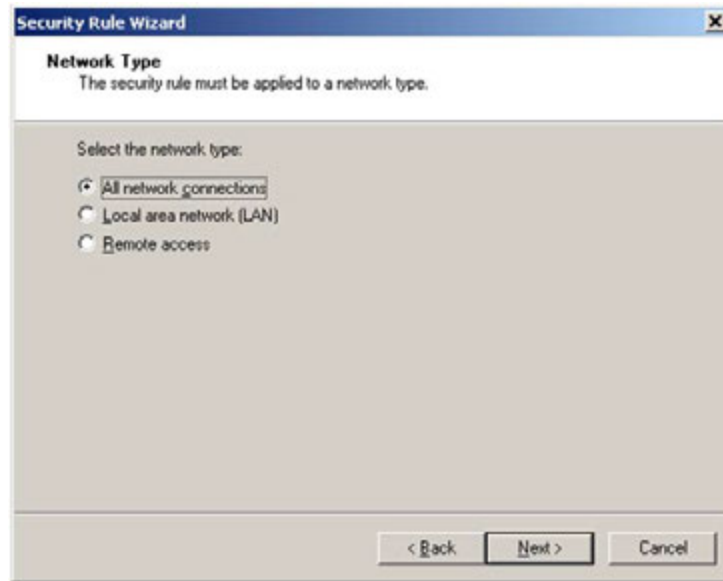 Security Rule Wizard
Network Type
The security rule must be applied to a network type.
Select the network type:
All network connections
Local area network (LAN)
Remote access
< Back
Next >
Cancel